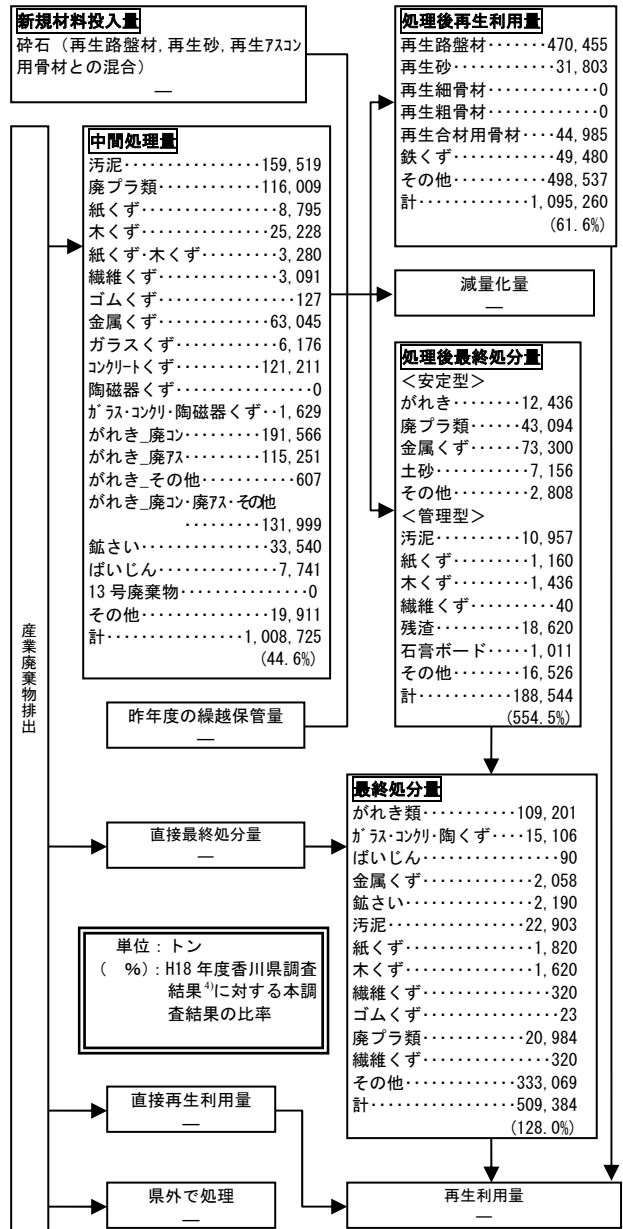 新規材料投入量
砕石（再生路盤材,再生砂,再生ｱｽｺﾝ
用骨材との混合）
―
処理後再生利用量
再生路盤材・・・・・・・470,455
再生砂・・・・・・・・・・・31,803
再生細骨材・・・・・・・・・・・・・0
再生粗骨材・・・・・・・・・・・・・0
再生合材用骨材・・・・44,985
鉄くず・・・・・・・・・・・・49,480
その他・・・・・・・・・・・498,537
計・・・・・・・・・・・・・1,095,260
(61.6%)
産業廃棄物排出
中間処理量
汚泥・・・・・・・・・・・・・・・・159,519
廃プラ類・・・・・・・・・・・・116,009
紙くず・・・・・・・・・・・・・・・・8,795
木くず・・・・・・・・・・・・・・・25,228
紙くず･木くず・・・・・・・・・3,280
繊維くず・・・・・・・・・・・・・・3,091
ゴムくず・・・・・・・・・・・・・・・・127
金属くず・・・・・・・・・・・・・63,045
ガラスくず・・・・・・・・・・・・6,176
ｺﾝｸﾘｰﾄくず・・・・・・・・・・・121,211
陶磁器くず・・・・・・・・・・・・・・・・0
ｶﾞﾗｽ･ｺﾝｸﾘ･陶磁器くず・・1,629
がれき_廃コン・・・・・・・・・191,566
がれき_廃アス・・・・・・・・・115,251
がれき_その他・・・・・・・・・・・607
がれき_廃コン･廃アス･その他
・・・・・・・・・131,999
鉱さい・・・・・・・・・・・・・・・33,540
ばいじん・・・・・・・・・・・・・・7,741
13 号廃棄物・・・・・・・・・・・・・・・0
その他・・・・・・・・・・・・・・・19,911
計・・・・・・・・・・・・・・・・1,008,725
(44.6%)
減量化量
―
処理後最終処分量
＜安定型＞
がれき・・・・・・・・・・・12,436
廃プラ類・・・・・・・・・43,094
金属くず・・・・・・・・・73,300
土砂・・・・・・・・・・・・・・7,156
その他・・・・・・・・・・・・2,808
＜管理型＞
汚泥・・・・・・・・・・・・・10,957
紙くず・・・・・・・・・・・・1,160
木くず・・・・・・・・・・・・1,436
繊維くず・・・・・・・・・・・・40
残渣・・・・・・・・・・・・・18,620
石膏ボード・・・・・・・1,011
その他・・・・・・・・・・・16,526
計・・・・・・・・・・・・・・188,544
(554.5%)
昨年度の繰越保管量
―
直接最終処分量
―
最終処分量
がれき類・・・・・・・・・・・・・109,201
ｶﾞﾗｽ･ｺﾝｸﾘ･陶くず・・・・15,106
ばいじん・・・・・・・・・・・・・・・・・90
金属くず・・・・・・・・・・・・・・2,058
鉱さい・・・・・・・・・・・・・・・・2,190
汚泥・・・・・・・・・・・・・・・・・22,903
紙くず・・・・・・・・・・・・・・・・1,820
木くず・・・・・・・・・・・・・・・・1,620
繊維くず・・・・・・・・・・・・・・・・320
ゴムくず・・・・・・・・・・・・・・・・・23
廃プラ類・・・・・・・・・・・・・20,984
繊維くず・・・・・・・・・・・・・・・・320
その他・・・・・・・・・・・・・・333,069
計・・・・・・・・・・・・・・・・・・509,384
(128.0%)
単位：トン
（ %）：H18 年度香川県調査
結果4)に対する本調
査結果の比率
直接再生利用量
―
県外で処理
―
再生利用量
―